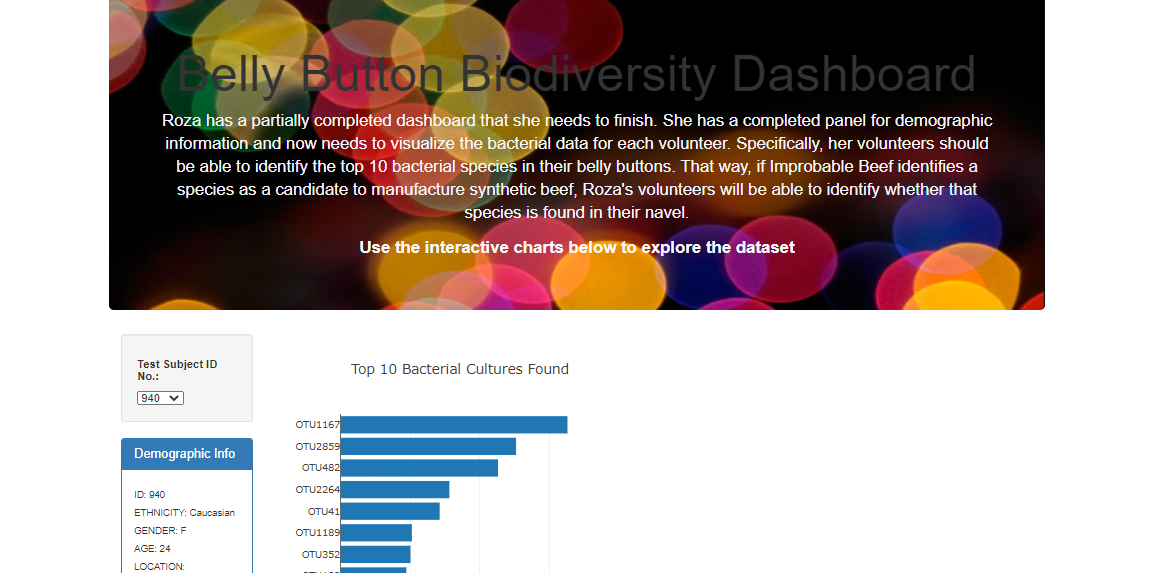 Belly Button Biodiversity Dashboard
Roza has a partially completed dashboard that she needs to finish. She has a completed panel for demographic
information and now needs to visualize the bacterial data for each volunteer. Specifically, her volunteers should
be able to identify the top 10 bacterial species in their belly buttons. That way, if Improbable Beef identifies a
species as a candidate to manufacture synthetic beef, Roza's volunteers will be able to identify whether that
species is found in their navel.
Use the interactive charts below to explore the dataset
Test Subject ID
No.:
940
Demographic Info
ID: 940
ETHNICITY: Caucasian
GENDER: F
AGE: 24
LOCATION:
Top 10 Bacterial Cultures Found
OTU1167
OTU2859
OTU482
OTU2264
OTU41
OTU1189
OTU352